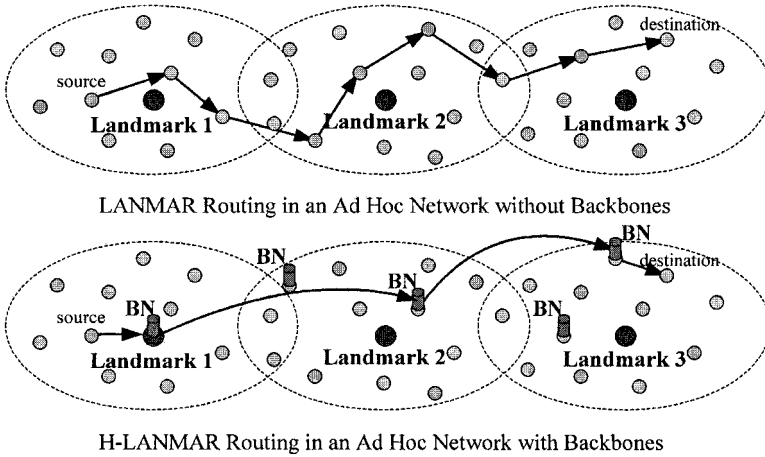 destination
source
Landmark 1
Landmark 2
Landmark 3
LANMAR Routing in an Ad Hoc Network without Backbones
BN
BN
BN
destination
source
BN
BN
Landmark 1
Landmark 2
Landmark 3
H-LANMAR Routing in an Ad Hoc Network with Backbones